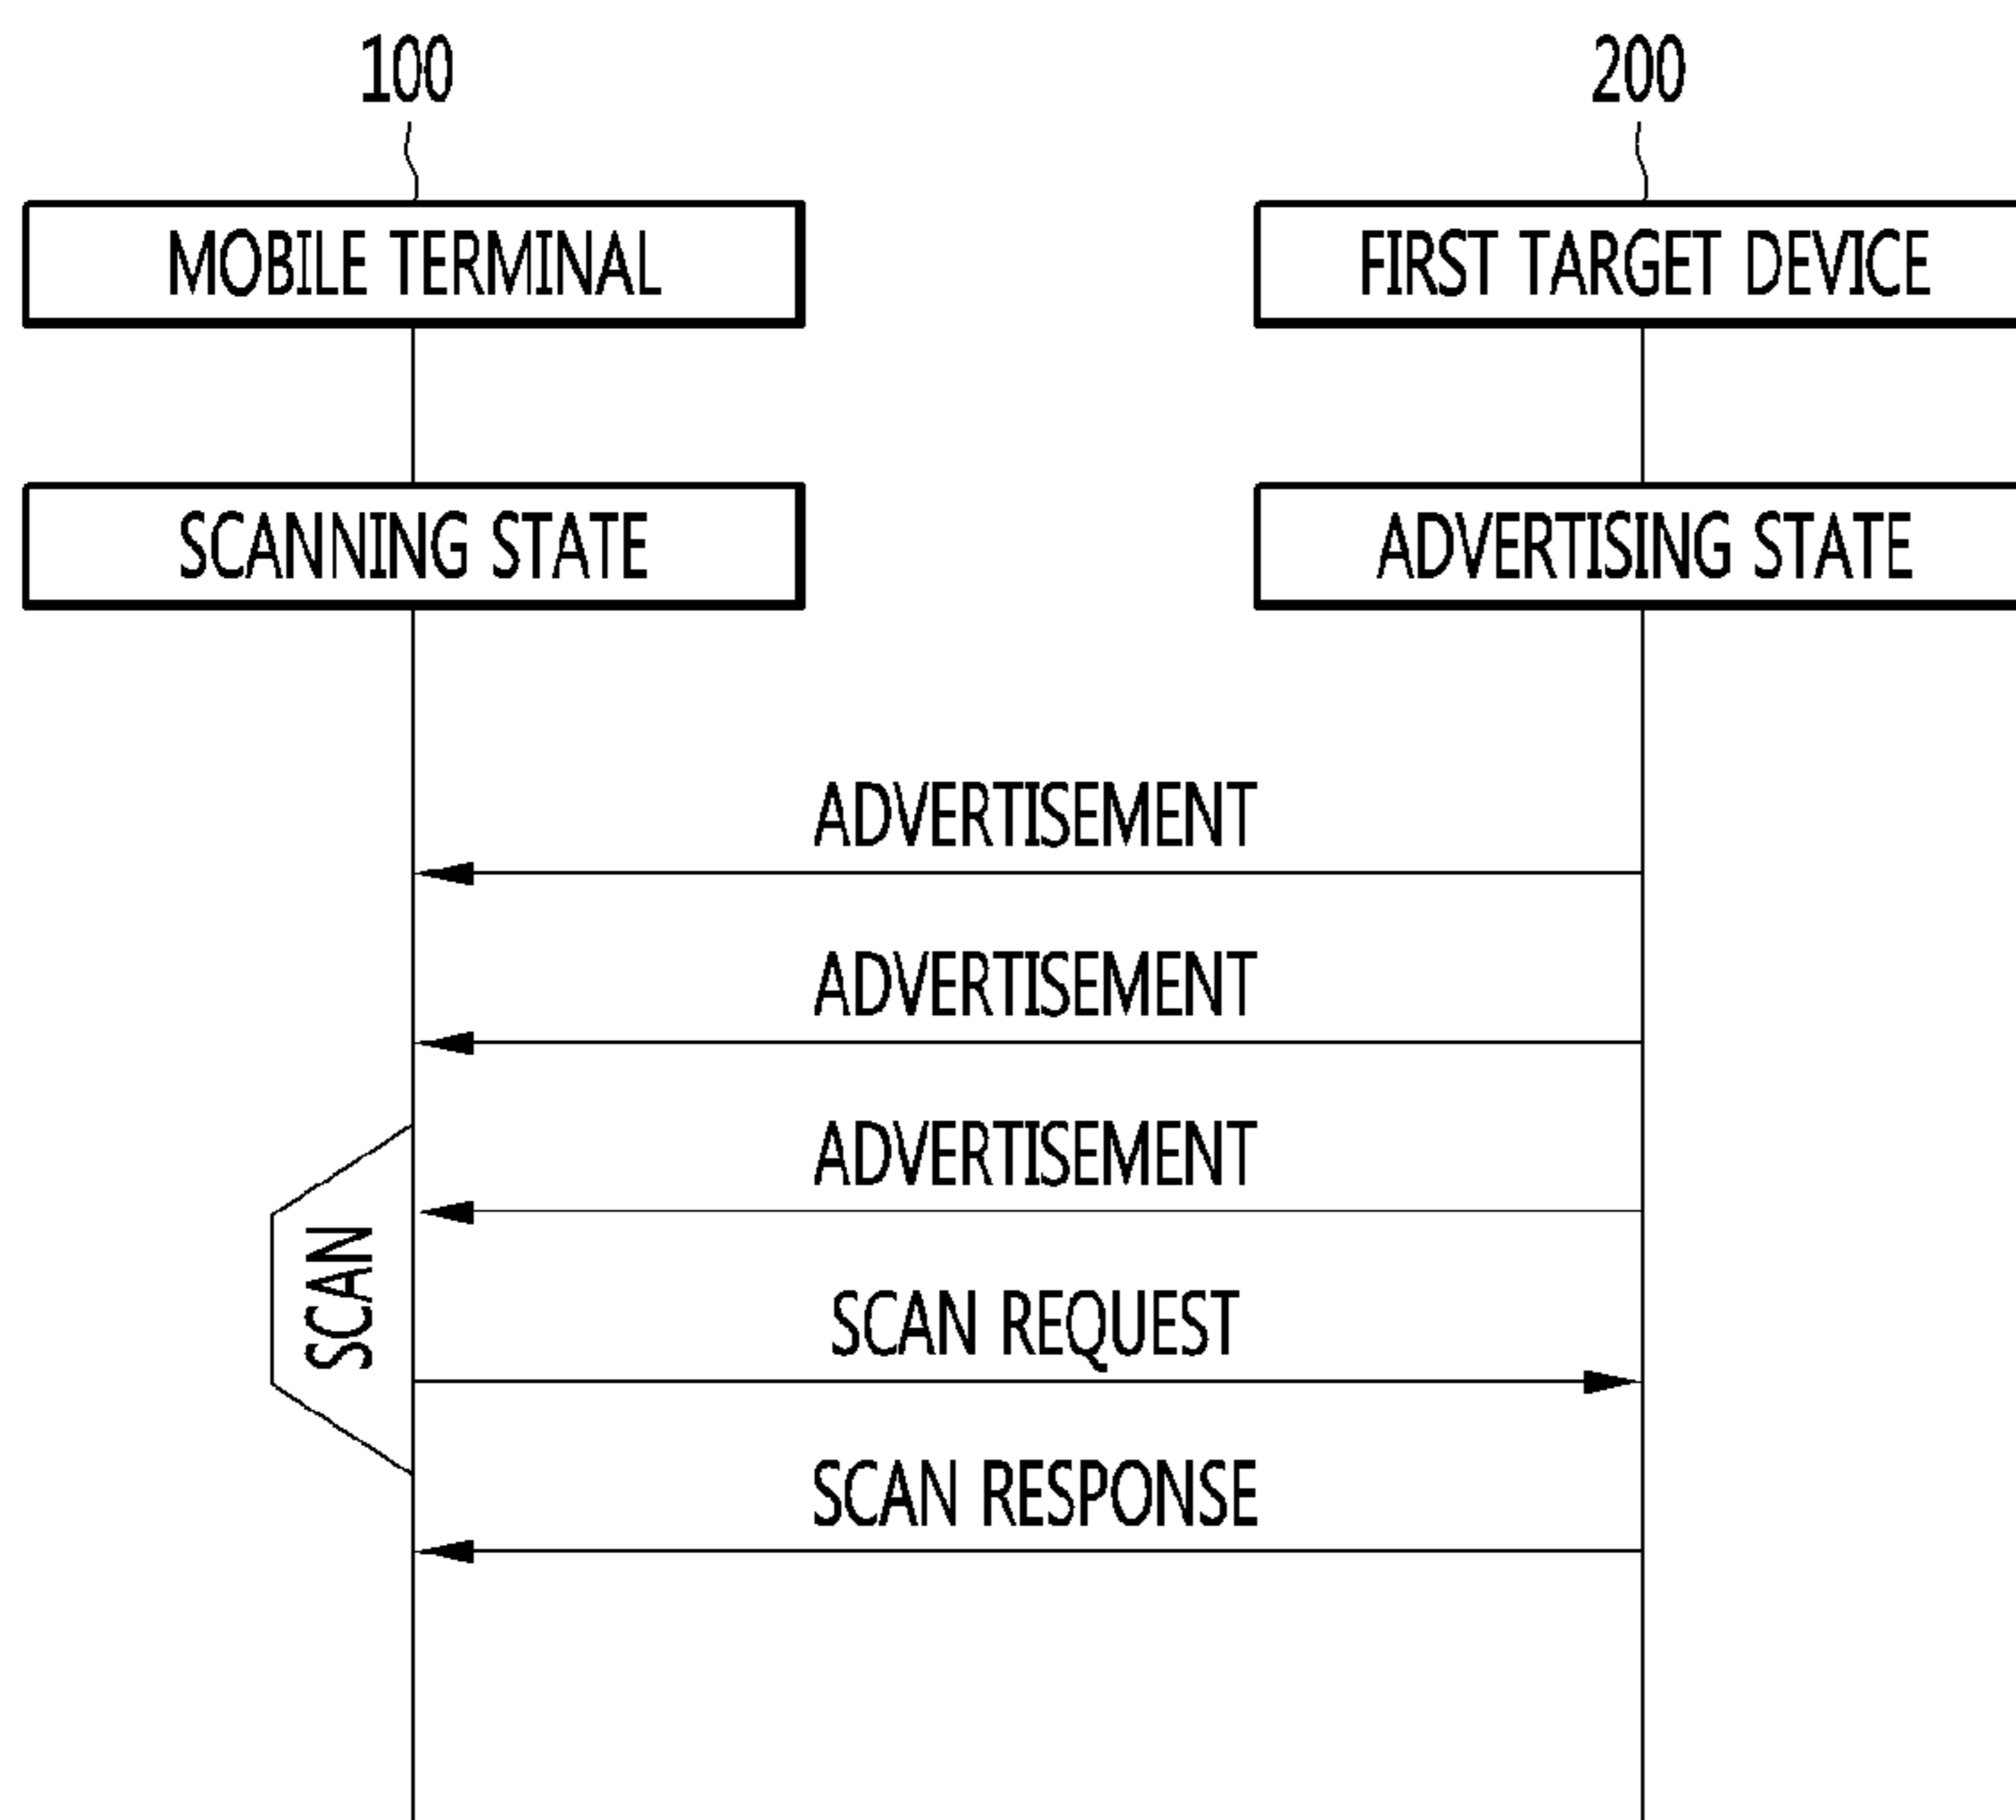 100
200
MOBILE TERMINAL
FIRST TARGET DEVICE
SCANNING STATE
ADVERTISING STATE
ADVERTISEMENT
ADVERTISEMENT
ADVERTISEMENT
SCAN
SCAN REQUEST
SCAN RESPONSE